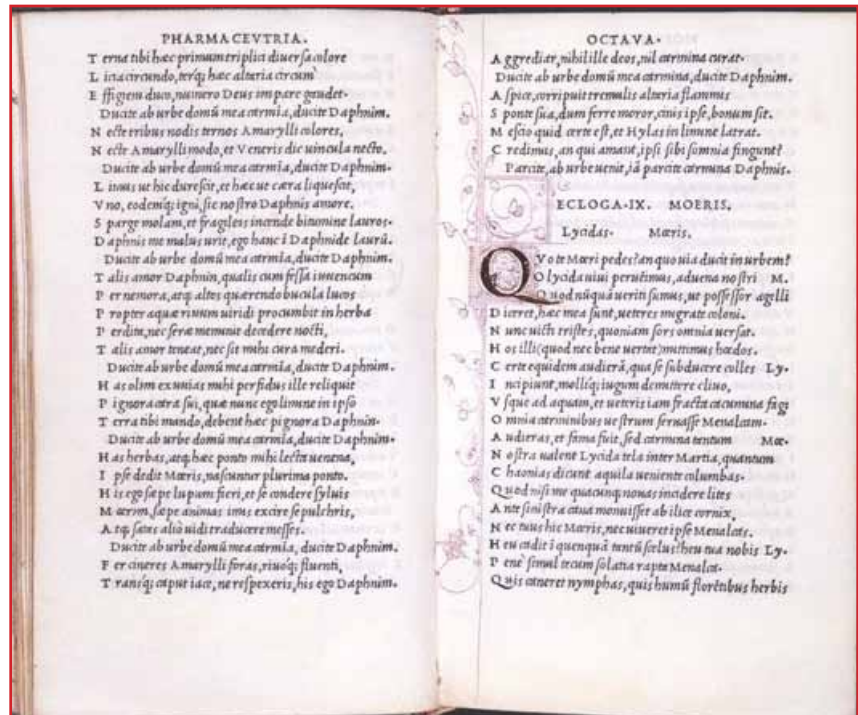 PHARMACEVTRIA.
T erna tibi hæc primum triplici diuersa colore
L icia circundo, terq; hæc altaria circum
E ffigiem duco, numero Deus impare gaudet.
Ducite ab urbe domũ mea carmĩa, ducite Daphnim.
N ecte tribus nodis ternos Amarylli colores,
N ecte Amarylli modo, et Veneris dic uincula necto.
Ducite ab urbe domũ mea carmĩa, ducite Daphnim.
L imus ut hic durescit, et hæc ut cæra liquescit,
V no, eodemq; igni, sic nostro Daphnis amore.
S parge molam, et fragileis incende bitumine lauros.
D aphnis me malus urit, ego hanc ĩ Daphnide laurũ.
Ducite ab urbe domũ mea carmĩa, ducite Daphnim.
T alis amor Daphnin, qualis cum fessa iuuencum
P er nemora, atq; altos quærendo bucula lucos
P ropter aquæ riuum uiridi procumbit in herba
P erdita, nec seræ meminit decedere nocti,
T alis amor teneat, nec sit mihi cura mederi.
Ducite ab urbe domũ mea carmĩa, ducite Daphnim.
H as olim exuuias mihi perfidus ille reliquit
P ignora cara sui, quæ nunc ego limine in ipso
T erra tibi mando, debent hæc pignora Daphnin.
Ducite ab urbe domũ mea carmĩa, ducite Daphnim.
H as herbas, atq; hæc ponto mihi lecta uenena,
I pse dedit Mœris, nascuntur plurima ponto.
H is ego sæpe lupum fieri, et se condere syluis
M œrim, sæpe animas imis excire sepulchris,
A tq; satas aliò uidi traducere messes.
Ducite ab urbe domũ mea carmĩa, ducite Daphnim.
F er cineres Amarylli foras, riuoq; fluenti,
T ransq; caput iace, ne respexeris, his ego Daphnim.
OCTAVA.
A ggrediar, nihil ille deos, nil carmina curat.
Ducite ab urbe domũ mea carmina, ducite Daphnim.
A spice, corripuit tremulis altaria flammis
S ponte sua, dum ferre moror, cinis ipse, bonum sit.
N escio quid certe est, et Hylas in limine latrat.
C redimus, an qui amant, ipsi sibi somnia fingunt?
Parcite, ab urbe uenit, iã parcite carmina Daphnis.
ECLOGA.IX. MOERIS.
Lycidas. Mœris.
QVo te Mœri pedes? an quo uia ducit in urbem?
O lycida uiui peruẽimus, aduena nostri M.
Quod nũquã ueriti sumus, ut possessor agelli
D iceret, hæc mea sunt, ueteres migrate coloni.
N unc uicti tristes, quoniam fors omnia uersat.
H os illi (quod nec bene uertat) mittimus hœdos.
C erte equidem audierã, qua se subducere colles Ly.
I ncipiunt, molliq; iugum demittere cliuo,
V sque ad aquam, et ueteris iam fracta cacumina fagi
O mnia carminibus uestrum seruasse Menalcam.
A udieras, et fama fuit, sed carmina tantum Mœ.
N ostra ualent Lycida tela inter Martia, quantum
C haonias dicunt aquila ueniente columbas.
Q uod nisi me quacunq; nouas incidere lites
A nte sinistra caua monuisset ab ilice cornix,
N ec tuus hic Mœris, nec uiueret ipse Menalcas.
H eu cadit ĩ quenquã tantũ scelus? heu tua nobis Ly.
P enè simul tecum solatia rapta Menalca.
Q uis caneret nymphas, quis humũ florẽtibus herbis